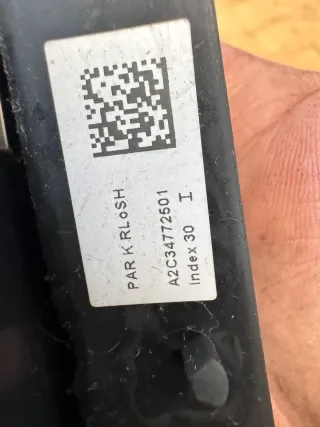 PAR K.RLoSH
A2C34772501
Index 30 I